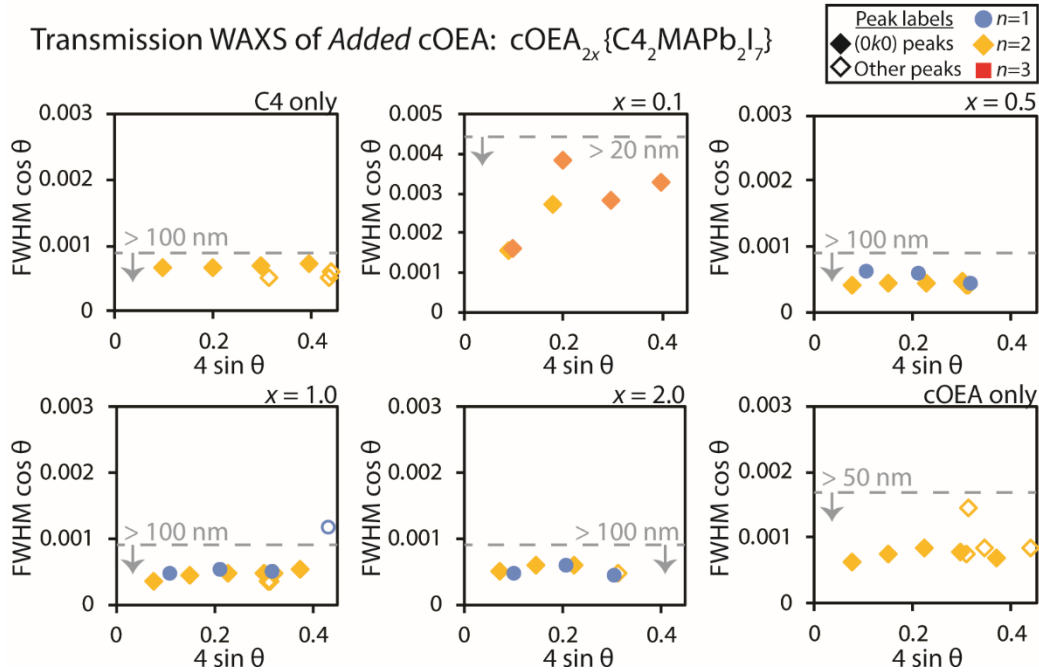 Transmission WAXS of Added cOEA: cOEA₂ₓ{C4₂MAPb₂I₇}
Peak labels
(0k0) peaks
Other peaks
n=1
n=2
n=3
C4 only
FWHM cos θ
0.003
0.002
0.001
0
> 100 nm
0 0.2 0.4
4 sin θ
x = 0.1
FWHM cos θ
0.005
0.004
0.003
0.002
0.001
0
> 20 nm
0 0.2 0.4
4 sin θ
x = 0.5
FWHM cos θ
0.003
0.002
0.001
0
> 100 nm
0 0.2 0.4
4 sin θ
x = 1.0
FWHM cos θ
0.003
0.002
0.001
0
> 100 nm
0 0.2 0.4
4 sin θ
x = 2.0
FWHM cos θ
0.003
0.002
0.001
0
> 100 nm
0 0.2 0.4
4 sin θ
cOEA only
FWHM cos θ
0.003
0.002
0.001
0
> 50 nm
0 0.2 0.4
4 sin θ